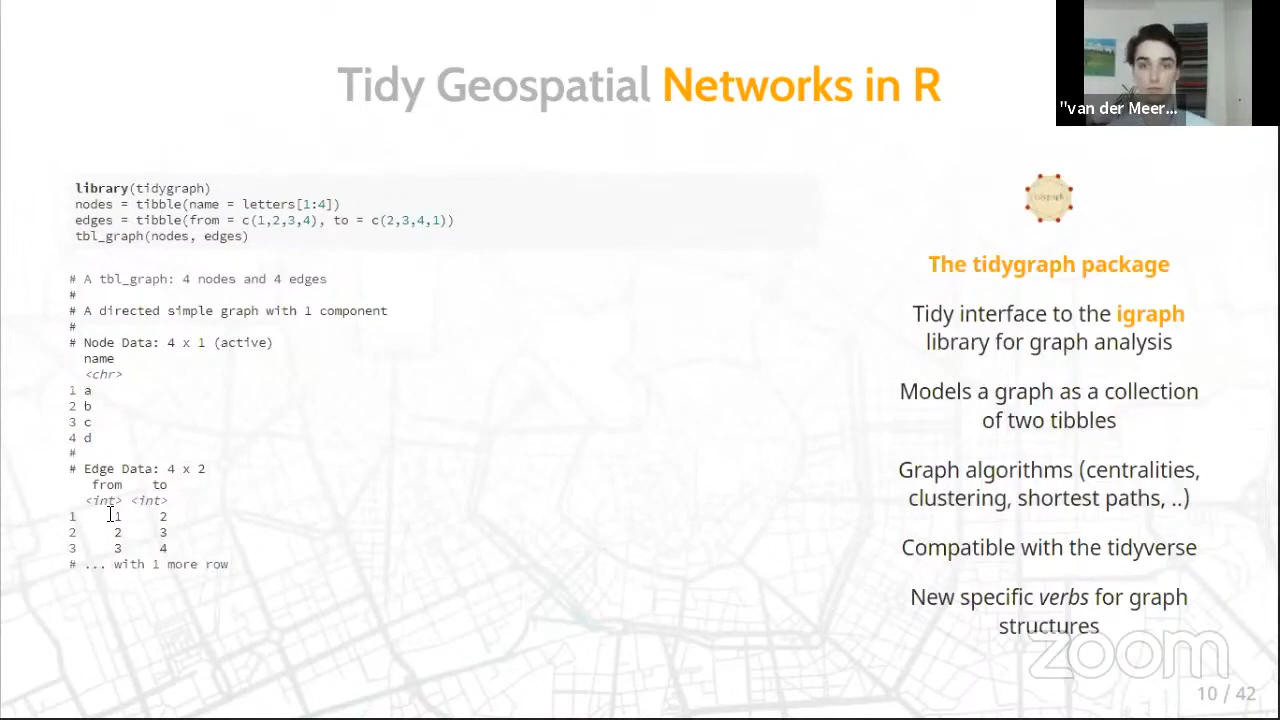 "van der Meer...
Tidy Geospatial Networks in R
library(tidygraph)
nodes = tibble(name = letters[1:4])
edges = tibble(from = c(1,2,3,4), to = c(2,3,4,1))
tbl_graph(nodes, edges)
# A tbl_graph: 4 nodes and 4 edges
#
# A directed simple graph with 1 component
#
# Node Data: 4 x 1 (active)
name
<chr>
1 a
2 b
3 c
4 d
#
# Edge Data: 4 x 2
from to
<int> <int>
1 1 2
2 2 3
3 3 4
# ... with 1 more row
tidygraph
The tidygraph package
Tidy interface to the igraph
library for graph analysis
Models a graph as a collection
of two tibbles
Graph algorithms (centralities,
clustering, shortest paths, ..)
Compatible with the tidyverse
New specific verbs for graph
structures
zoom
10 / 42